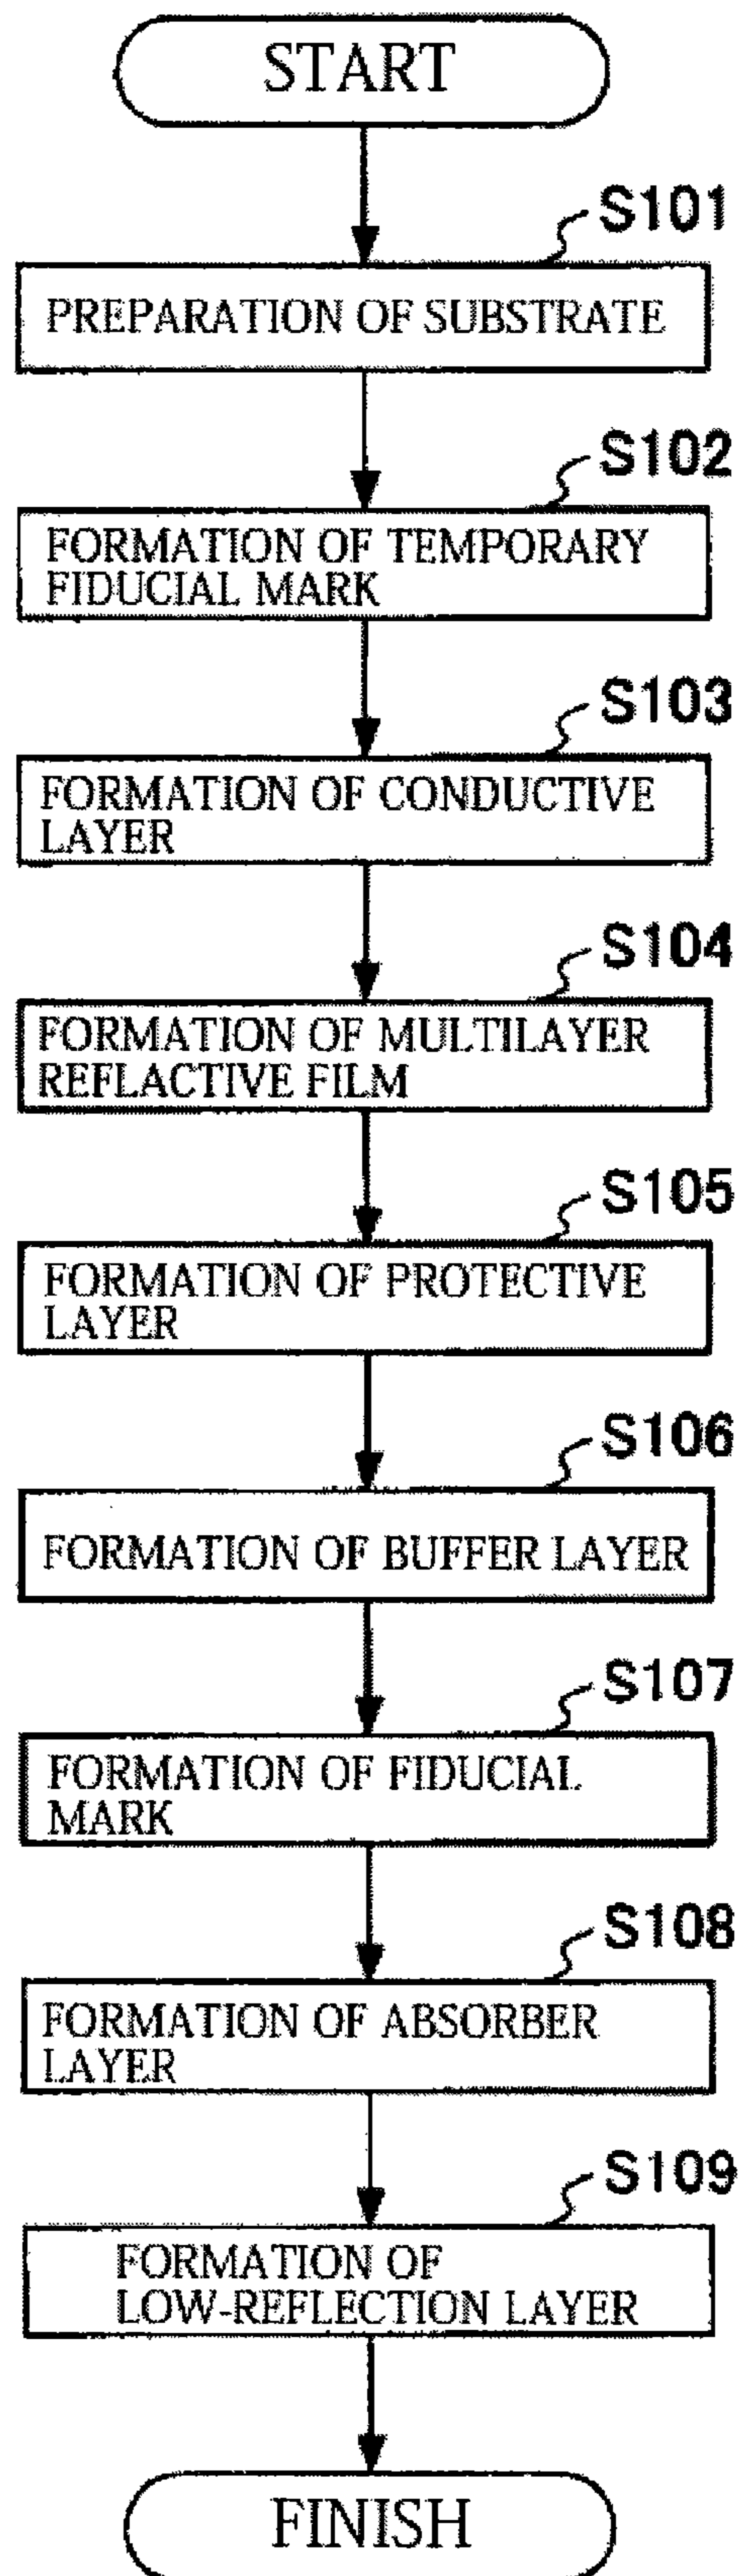 START
S101
PREPARATION OF SUBSTRATE
S102
FORMATION OF TEMPORARY
FIDUCIAL MARK
S103
FORMATION OF CONDUCTIVE
LAYER
S104
FORMATION OF MULTILAYER
REFLACTIVE FILM
S105
FORMATION OF PROTECTIVE
LAYER
S106
FORMATION OF BUFFER LAYER
S107
FORMATION OF FIDUCIAL
MARK
S108
FORMATION OF ABSORBER
LAYER
S109
FORMATION OF
LOW-REFLECTION LAYER
FINISH